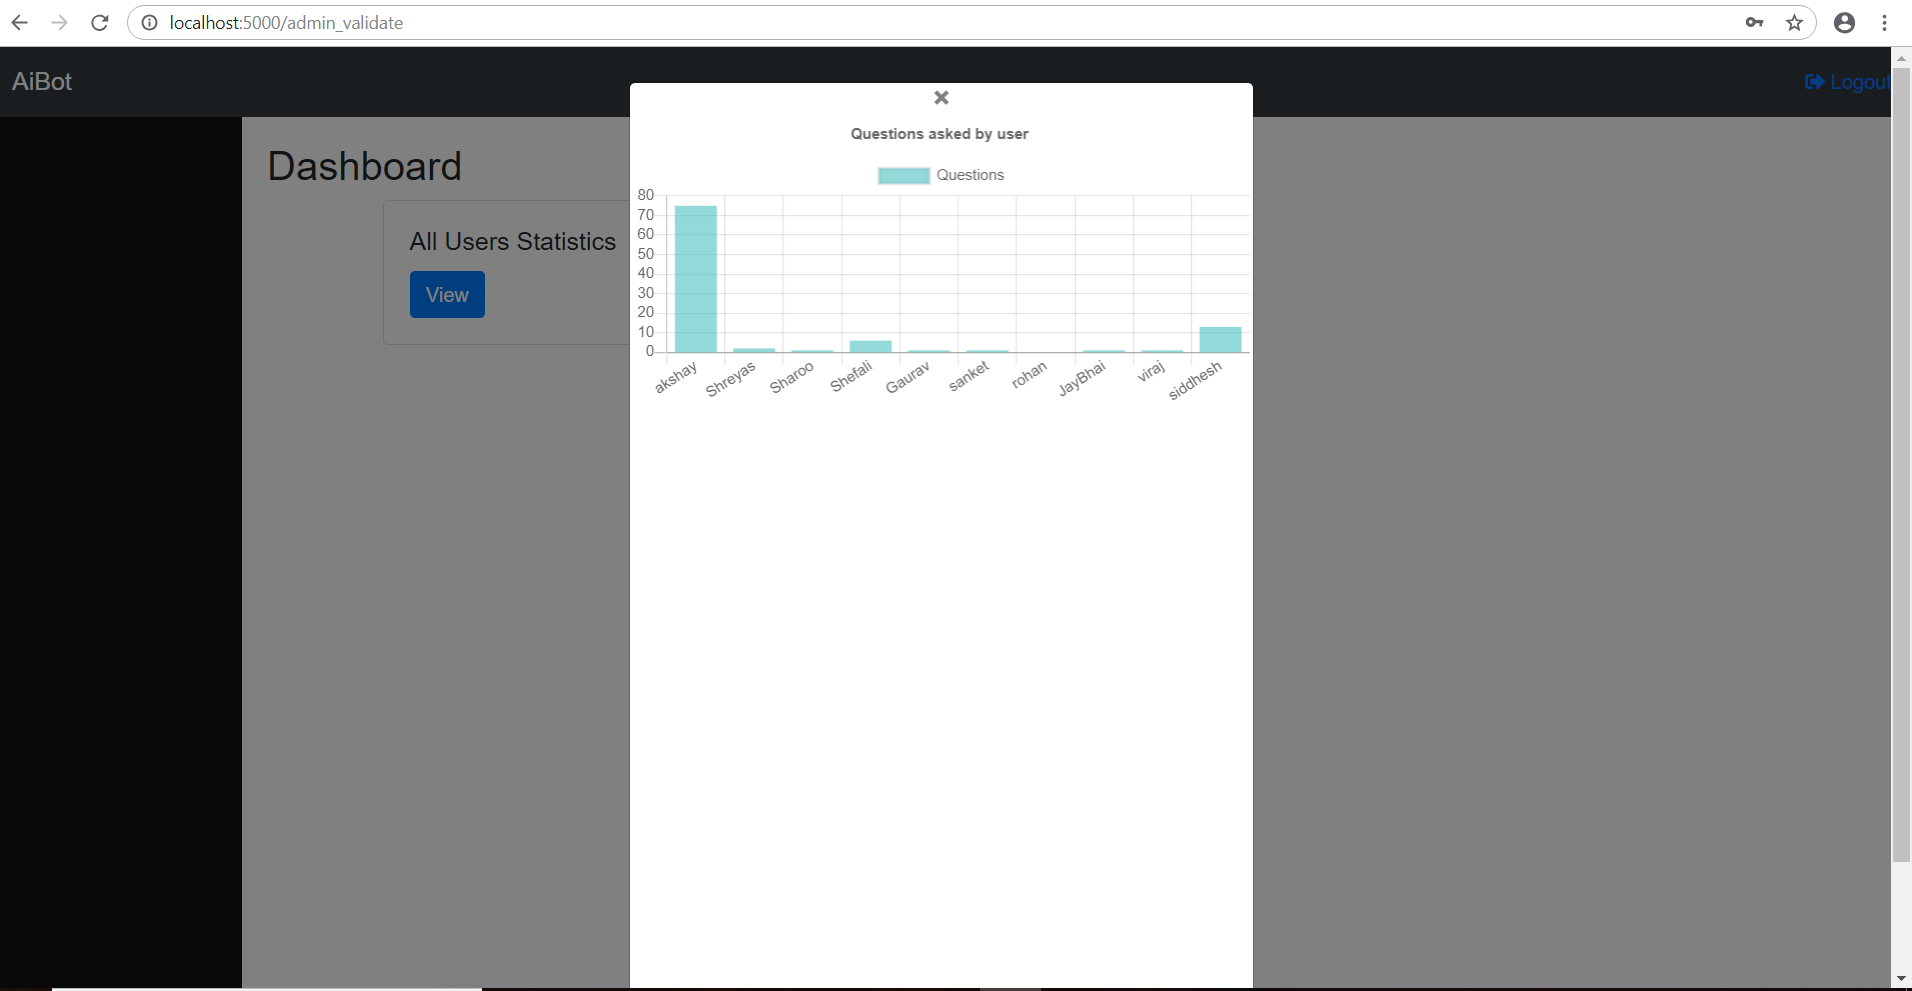 localhost:5000/admin_validate
AiBot
Logout
Dashboard
All Users Statistics
View
Questions asked by user
Questions
80
70
60
50
40
30
20
10
0
akshay Shreyas Sharoo Shefali Gaurav sanket rohan JayBhai viraj siddhesh